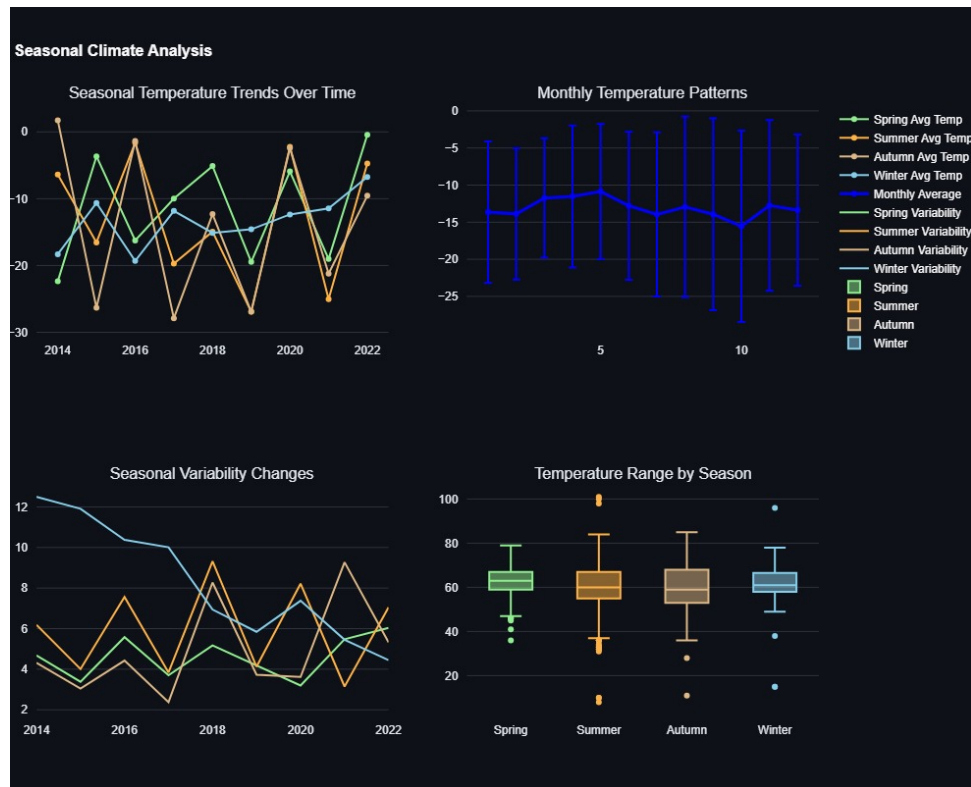 Seasonal Climate Analysis
Seasonal Temperature Trends Over Time
0
−10
−20
−30
2014
2016
2018
2020
2022
Monthly Temperature Patterns
0
−5
−10
−15
−20
−25
5
10
Spring Avg Temp
Summer Avg Temp
Autumn Avg Temp
Winter Avg Temp
Monthly Average
Spring Variability
Summer Variability
Autumn Variability
Winter Variability
Spring
Summer
Autumn
Winter
Seasonal Variability Changes
12
10
8
6
4
2
2014
2016
2018
2020
2022
Temperature Range by Season
100
80
60
40
20
Spring
Summer
Autumn
Winter